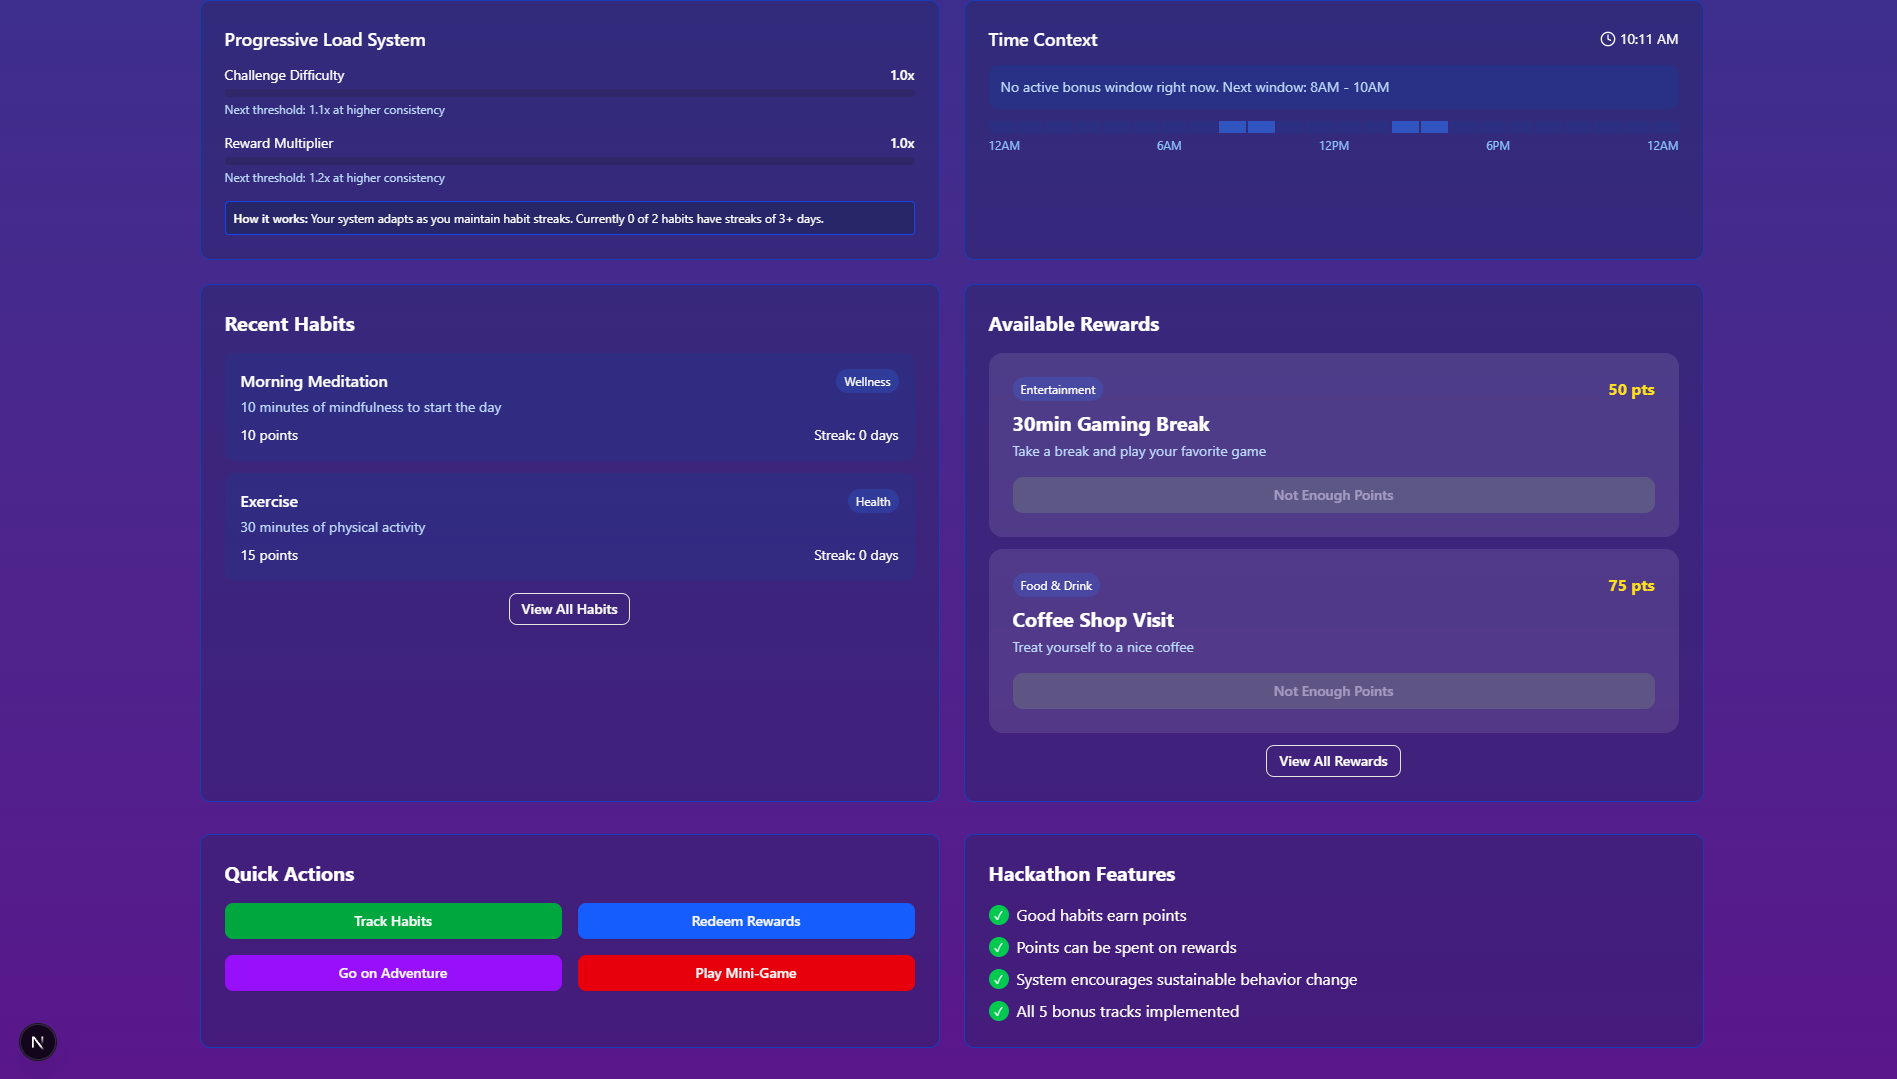 Progressive Load System
Challenge Difficulty
1.0x
Next threshold: 1.1x at higher consistency
Reward Multiplier
1.0x
Next threshold: 1.2x at higher consistency
How it works: Your system adapts as you maintain habit streaks. Currently 0 of 2 habits have streaks of 3+ days.
Time Context
10:11 AM
No active bonus window right now. Next window: 8AM - 10AM
12AM 6AM 12PM 6PM 12AM
Recent Habits
Morning Meditation
Wellness
10 minutes of mindfulness to start the day
10 points
Streak: 0 days
Exercise
Health
30 minutes of physical activity
15 points
Streak: 0 days
View All Habits
Available Rewards
Entertainment
50 pts
30min Gaming Break
Take a break and play your favorite game
Not Enough Points
Food & Drink
75 pts
Coffee Shop Visit
Treat yourself to a nice coffee
Not Enough Points
View All Rewards
Quick Actions
Track Habits
Redeem Rewards
Go on Adventure
Play Mini-Game
Hackathon Features
✓ Good habits earn points
✓ Points can be spent on rewards
✓ System encourages sustainable behavior change
✓ All 5 bonus tracks implemented
N